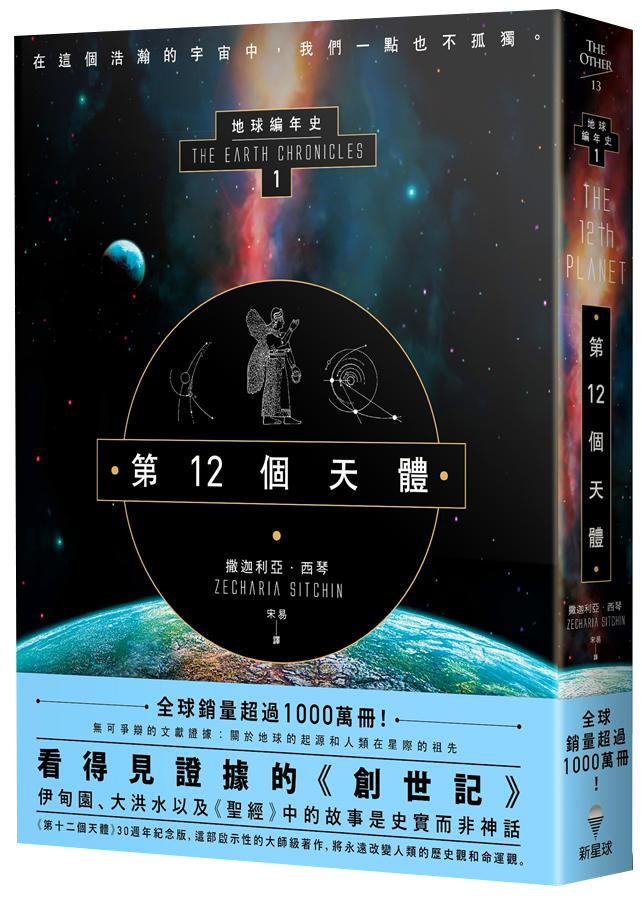 在這個浩瀚的宇宙中，我們一點也不孤獨。
地球編年史
THE EARTH CHRONICLES
1
第12個天體
撒迦利亞．西琴
ZECHARIA SITCHIN
宋易
譯
全球銷量超過1000萬冊！
無可爭辯的文獻證據：關於地球的起源和人類在星際的祖先
看得見證據的《創世記》
伊甸園、大洪水以及《聖經》中的故事是史實而非神話
《第十二個天體》30週年紀念版，這部啟示性的大師級著作，將永遠改變人類的歷史觀和命運觀。
THE
OTHER
13
地球
編年史
1
THE
12th
PLANET
第12個天體
撒迦利亞．西琴
ZECHARIA SITCHIN
宋易
譯
全球
銷量超過
1000萬冊
！
新星球